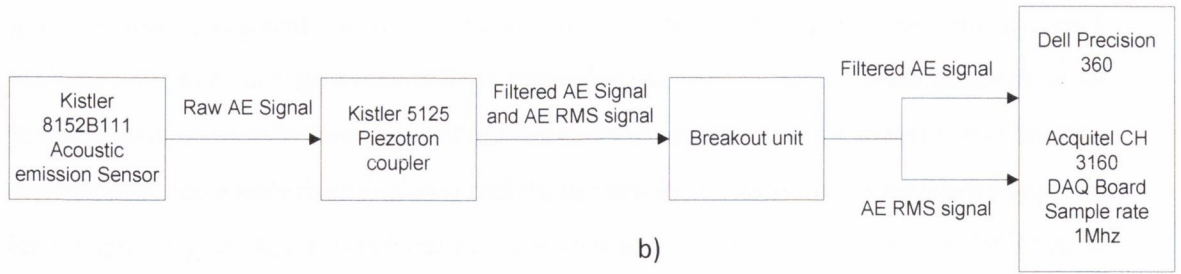 Kistler
8152B111
Acoustic
emission Sensor
Raw AE Signal
Kistler 5125
Piezotron
coupler
Filtered AE Signal
and AE RMS signal
Breakout unit
Filtered AE signal
AE RMS signal
Dell Precision
360
Acquitel CH
3160
DAQ Board
Sample rate
1Mhz
b)